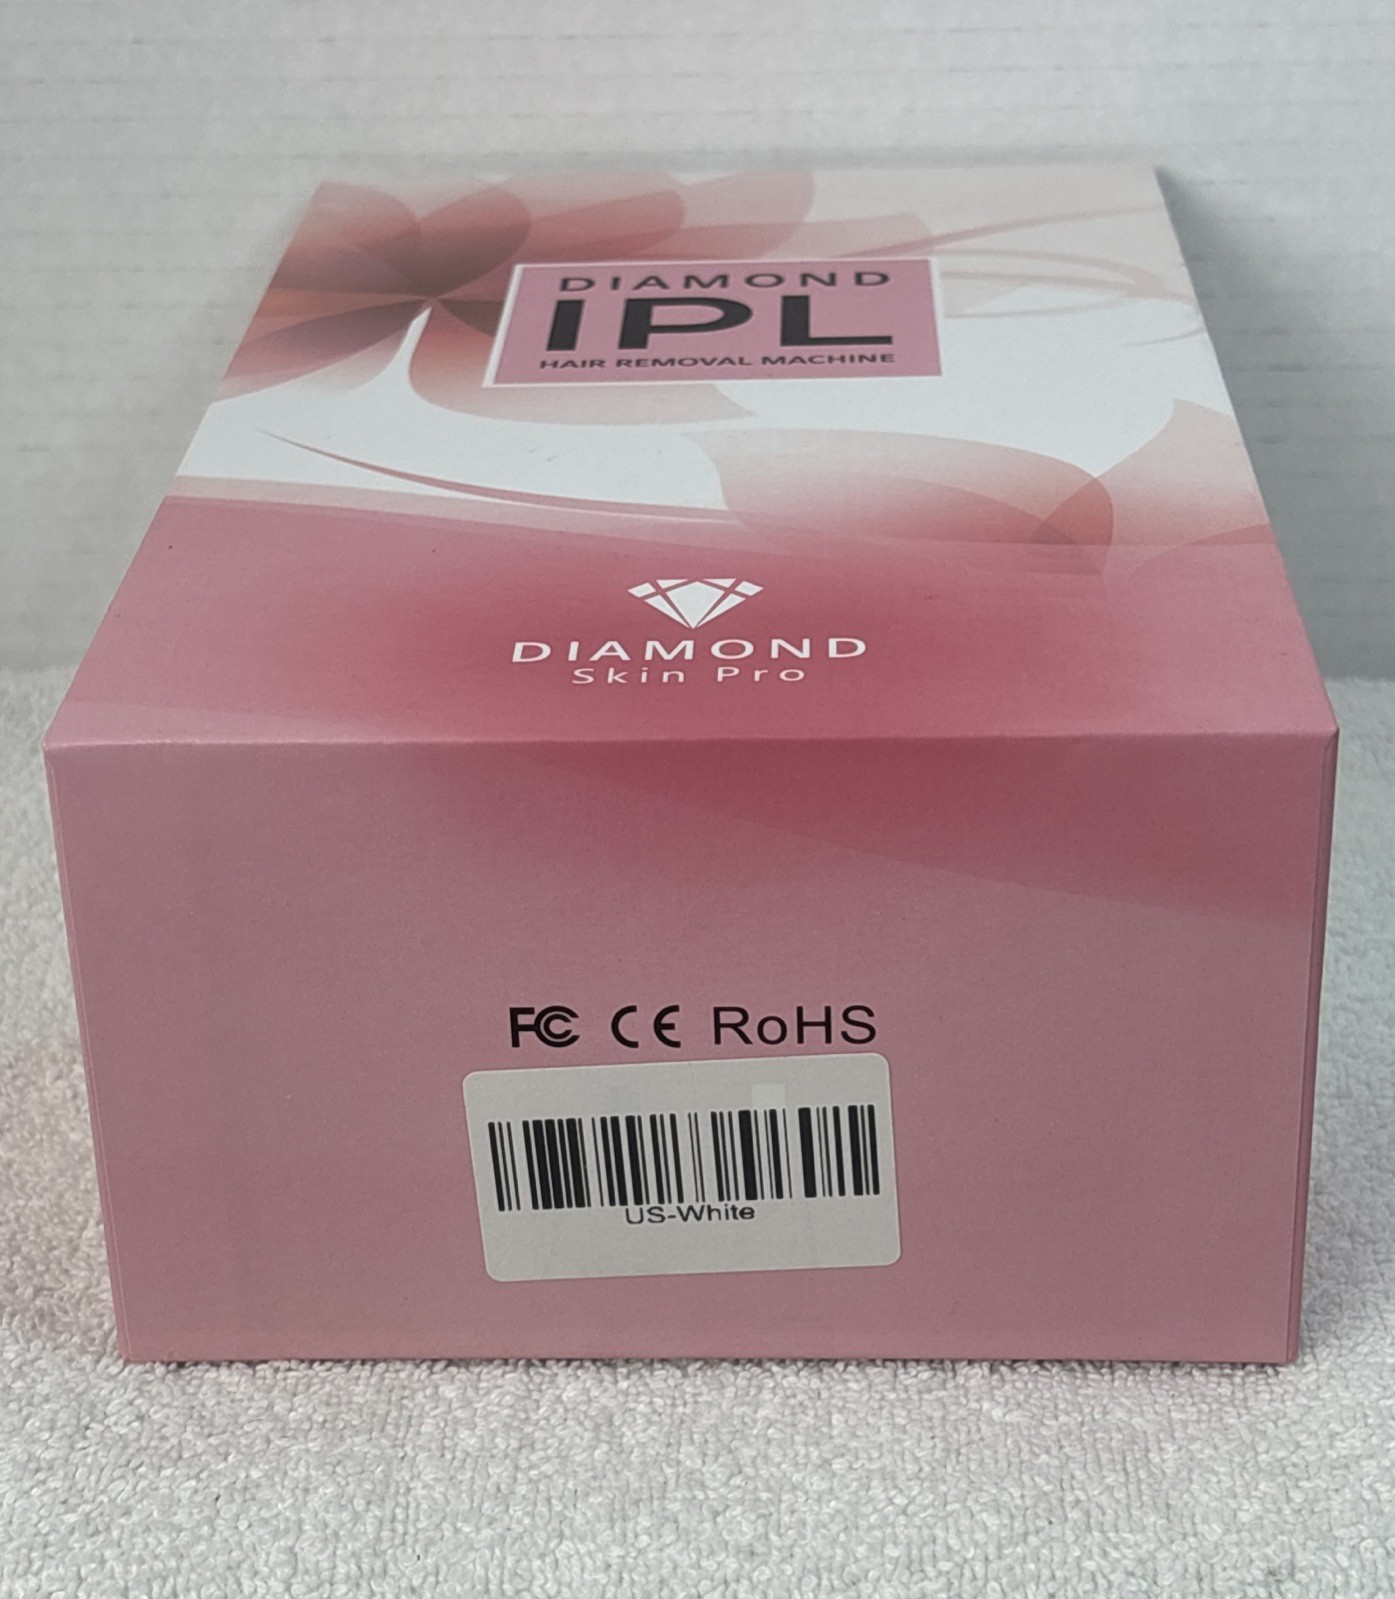 DIAMOND
IPL
HAIR REMOVAL MACHINE
DIAMOND
Skin Pro
FC CE RoHS
US-White